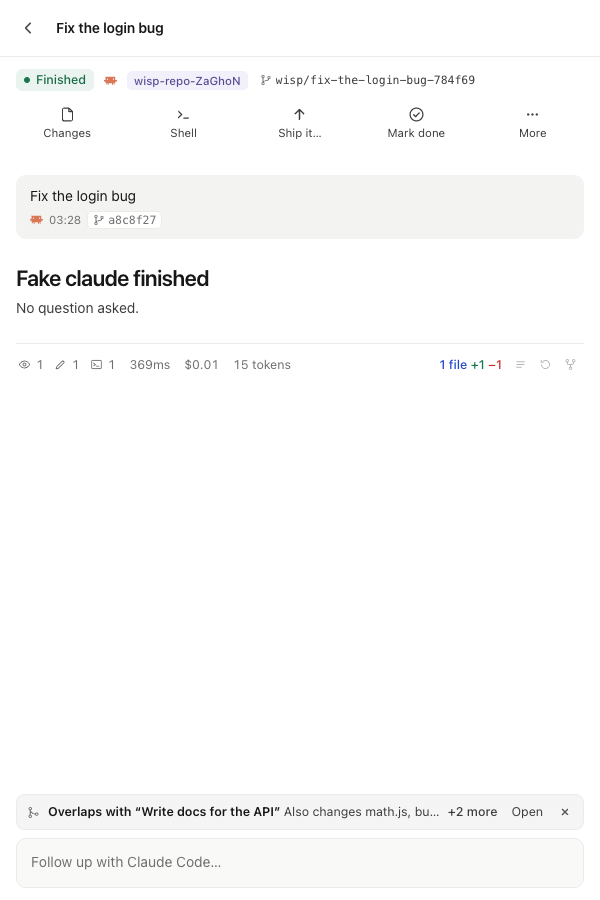 Fix the login bug
Finished wisp-repo-ZaGhoN wisp/fix-the-login-bug-784f69
Changes Shell Ship it… Mark done More
Fix the login bug
03:28 a8c8f27
Fake claude finished
No question asked.
1 1 1 369ms $0.01 15 tokens 1 file +1 −1
Overlaps with “Write docs for the API” Also changes math.js, bu… +2 more Open ×
Follow up with Claude Code…